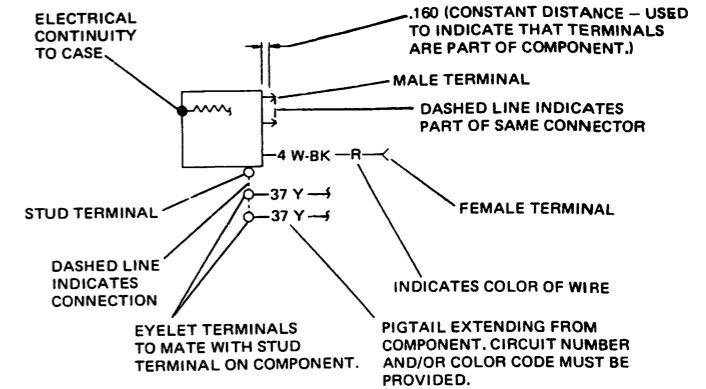 ELECTRICAL
CONTINUITY
TO CASE
.160 (CONSTANT DISTANCE – USED
TO INDICATE THAT TERMINALS
ARE PART OF COMPONENT.)
MALE TERMINAL
DASHED LINE INDICATES
PART OF SAME CONNECTOR
4 W-BK R
37 Y
37 Y
STUD TERMINAL
FEMALE TERMINAL
DASHED LINE
INDICATES
CONNECTION
INDICATES COLOR OF WIRE
EYELET TERMINALS
TO MATE WITH STUD
TERMINAL ON COMPONENT.
PIGTAIL EXTENDING FROM
COMPONENT. CIRCUIT NUMBER
AND/OR COLOR CODE MUST BE
PROVIDED.